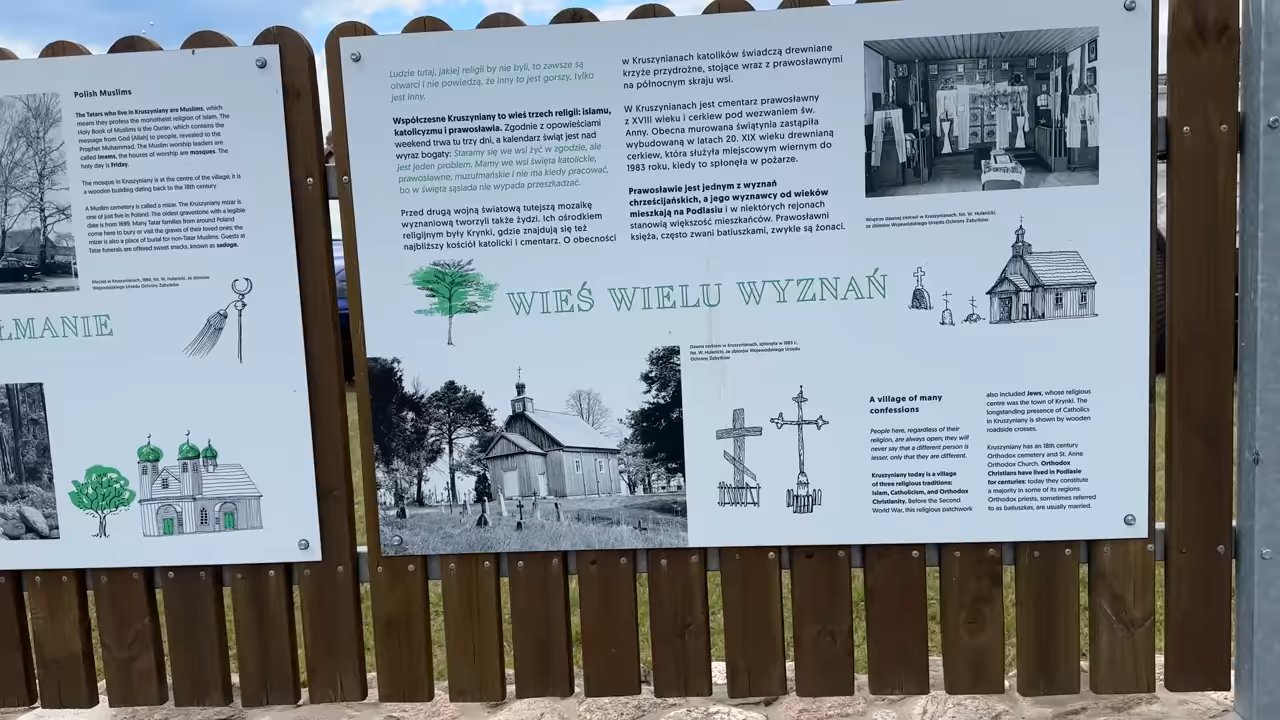 Polish Muslims
The Tatars who live in Kruszyniany are Muslims, which
means they profess the monotheist religion of Islam. The
Holy Book of Muslims is the Quran, which contains the
message from God (Allah) to people, revealed to the
Prophet Muhammad. The Muslim worship leaders are
called imams, the houses of worship are mosques. The
holy day is Friday.
The mosque in Kruszyniany is at the centre of the village; it is
a wooden building dating back to the 18th century.
A Muslim cemetery is called a mizar. The Kruszyniany mizar is
one of just five in Poland. The oldest gravestone with a legible
date is from 1699. Many Tatar families from around Poland
come here to bury or visit the graves of their loved ones; the
mizar is also a place of burial for non-Tatar Muslims. Guests at
Tatar funerals are offered sweet snacks, known as sadoga.
Meczet w Kruszynianach, 1980, fot. W. Hulanicki, ze zbiorów
Wojewódzkiego Urzędu Ochrony Zabytków
ŁMANIE
Ludzie tutaj, jakiej religii by nie byli, to zawsze są
otwarci i nie powiedzą, że inny to jest gorszy, tylko
jest inny.
Współczesne Kruszyniany to wieś trzech religii: islamu,
katolicyzmu i prawosławia. Zgodnie z opowieściami
weekend trwa tu trzy dni, a kalendarz świąt jest nad
wyraz bogaty: Staramy się we wsi żyć w zgodzie, ale
jest jeden problem. Mamy we wsi święta katolickie,
prawosławne, muzułmańskie i nie ma kiedy pracować,
bo w święta sąsiada nie wypada przeszkadzać.
Przed drugą wojną światową tutejszą mozaikę
wyznaniową tworzyli także żydzi. Ich ośrodkiem
religijnym były Krynki, gdzie znajdują się też
najbliższy kościół katolicki i cmentarz. O obecności
w Kruszynianach katolików świadczą drewniane
krzyże przydrożne, stojące wraz z prawosławnymi
na północnym skraju wsi.
W Kruszynianach jest cmentarz prawosławny
z XVIII wieku i cerkiew pod wezwaniem św.
Anny. Obecna murowana świątynia zastąpiła
wybudowaną w latach 20. XIX wieku drewnianą
cerkiew, która służyła miejscowym wiernym do
1983 roku, kiedy to spłonęła w pożarze.
Prawosławie jest jednym z wyznań
chrześcijańskich, a jego wyznawcy od wieków
mieszkają na Podlasiu i w niektórych rejonach
stanowią większość mieszkańców. Prawosławni
księża, często zwani batiuszkami, zwykle są żonaci.
Wnętrze dawnej cerkwi w Kruszynianach, fot. W. Hulanicki,
ze zbiorów Wojewódzkiego Urzędu Ochrony Zabytków
WIEŚ WIELU WYZNAŃ
Dawna cerkiew w Kruszynianach, spłonęła w 1983 r.,
fot. W. Hulanicki, ze zbiorów Wojewódzkiego Urzędu
Ochrony Zabytków
A village of many
confessions
People here, regardless of their
religion, are always open; they will
never say that a different person is
lesser, only that they are different.
Kruszyniany today is a village
of three religious traditions:
Islam, Catholicism, and Orthodox
Christianity. Before the Second
World War, this religious patchwork
also included Jews, whose religious
centre was the town of Krynki. The
longstanding presence of Catholics
in Kruszyniany is shown by wooden
roadside crosses.
Kruszyniany has an 18th century
Orthodox cemetery and St. Anne
Orthodox Church. Orthodox
Christians have lived in Podlasie
for centuries; today they constitute
a majority in some of its regions.
Orthodox priests, sometimes referred
to as batiuszkas, are usually married.